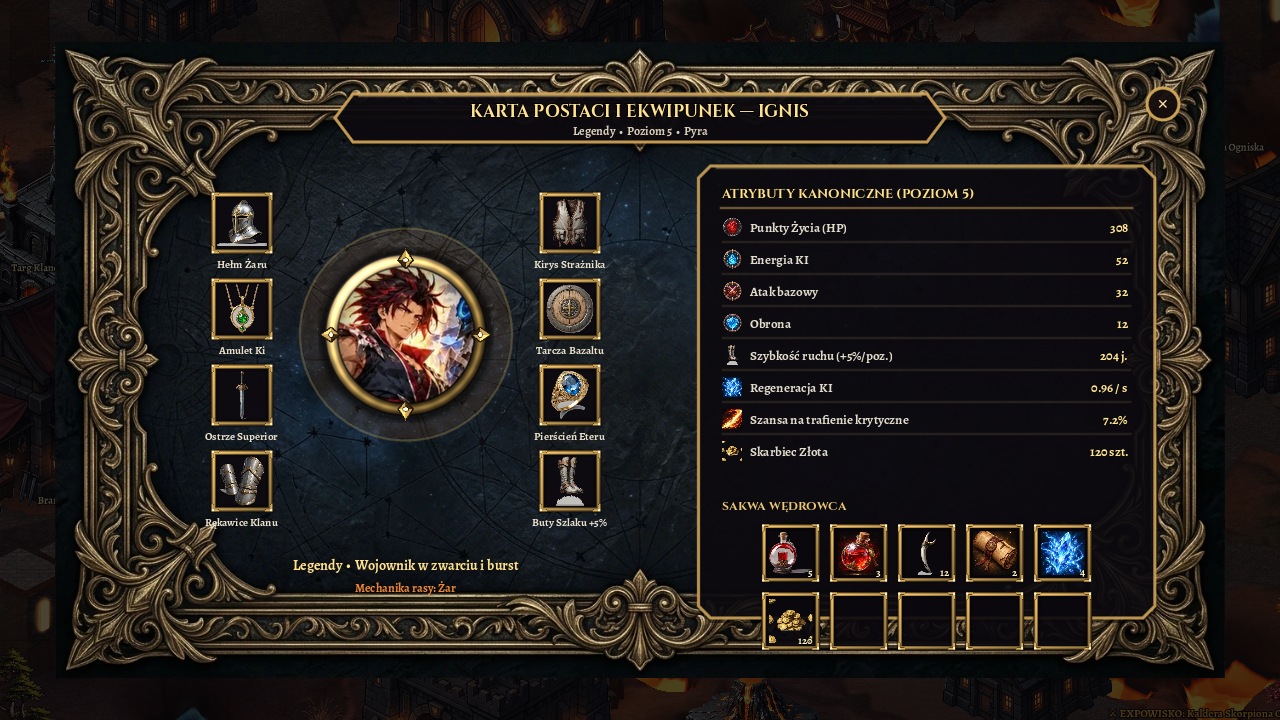 KARTA POSTACI I EKWIPUNEK — IGNIS
Legendy • Poziom 5 • Pyra
×
Ogniska
Targ Klan
Bran
Hełm Żaru
Amulet Ki
Ostrze Superior
Rękawice Klanu
Kirys Strażnika
Tarcza Bazaltu
Pierścień Eteru
Buty Szlaku +5%
Legendy • Wojownik w zwarciu i burst
Mechanika rasy: Żar
ATRYBUTY KANONICZNE (POZIOM 5)
Punkty Życia (HP) 308
Energia KI 52
Atak bazowy 32
Obrona 12
Szybkość ruchu (+5%/poz.) 204 j.
Regeneracja KI 0.96 / s
Szansa na trafienie krytyczne 7.2%
Skarbiec Złota 120 szt.
SAKWA WĘDROWCA
5 3 12 2 4
120
EXPOWISKO: Kaldera Skorpiona